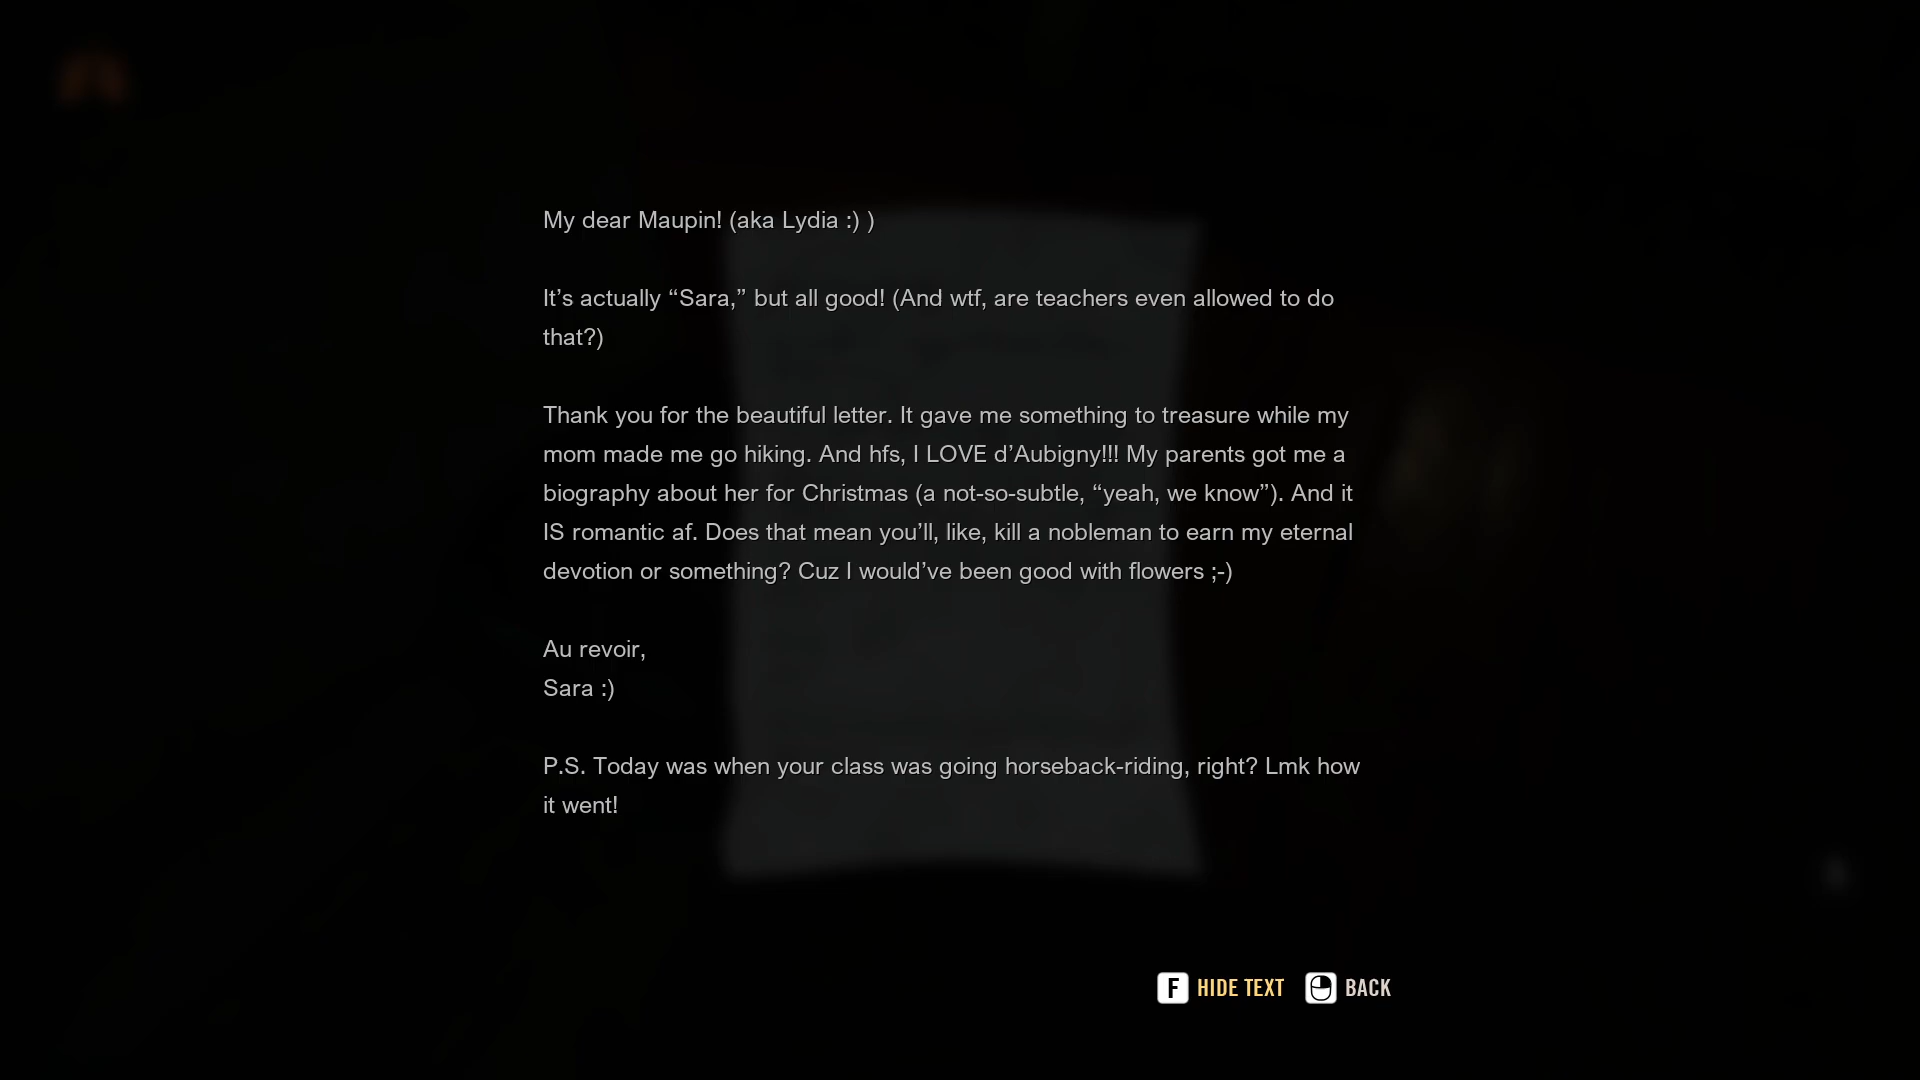 My dear Maupin! (aka Lydia :) )
It’s actually “Sara,” but all good! (And wtf, are teachers even allowed to do
that?)
Thank you for the beautiful letter. It gave me something to treasure while my
mom made me go hiking. And hfs, I LOVE d’Aubigny!!! My parents got me a
biography about her for Christmas (a not-so-subtle, “yeah, we know”). And it
IS romantic af. Does that mean you’ll, like, kill a nobleman to earn my eternal
devotion or something? Cuz I would’ve been good with flowers ;-)
Au revoir,
Sara :)
P.S. Today was when your class was going horseback-riding, right? Lmk how
it went!
F HIDE TEXT BACK